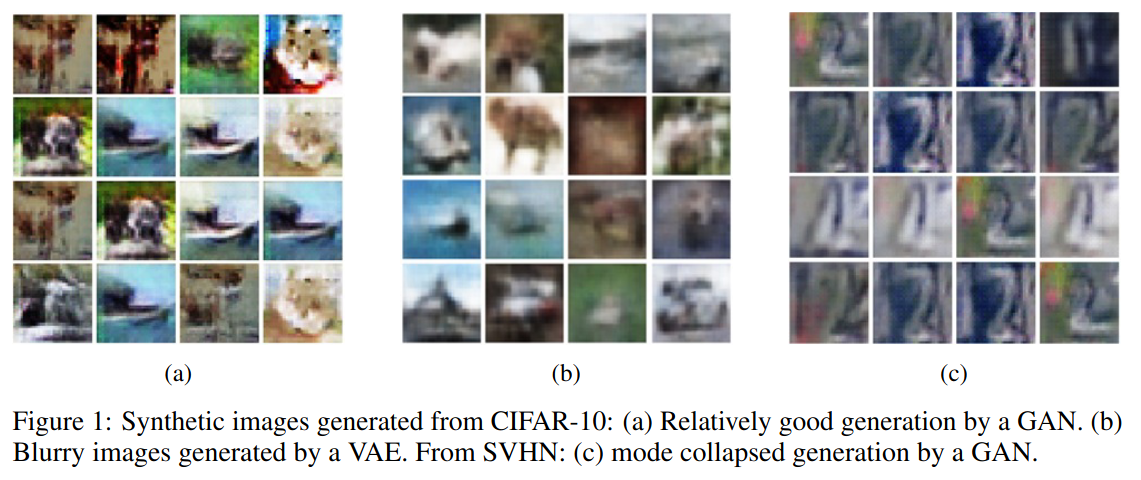 (a)
(b)
(c)
Figure 1: Synthetic images generated from CIFAR-10: (a) Relatively good generation by a GAN. (b)
Blurry images generated by a VAE. From SVHN: (c) mode collapsed generation by a GAN.